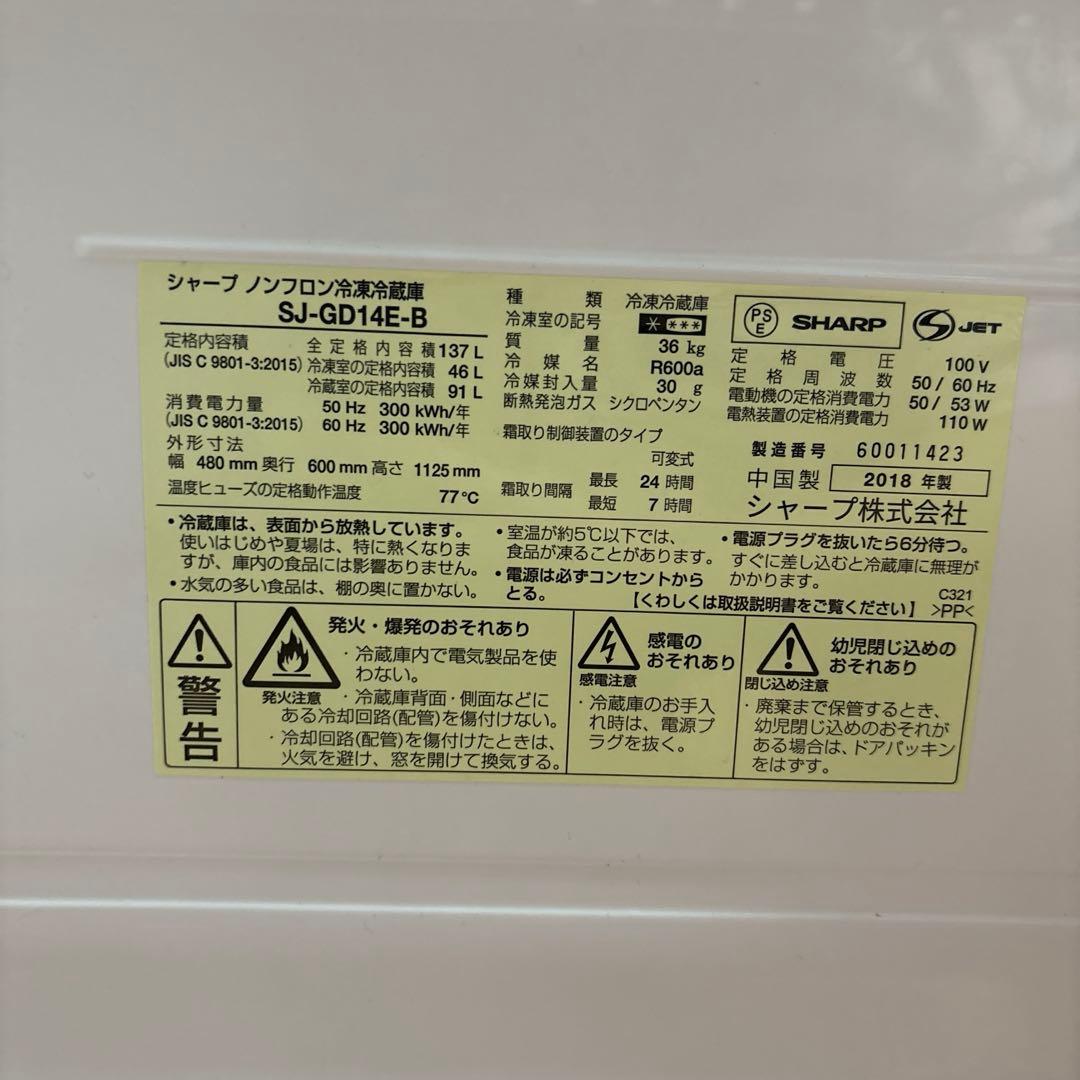 シャープ ノンフロン冷凍冷蔵庫
SJ-GD14E-B
定格内容積
(JIS C 9801-3:2015)
全定格内容積 137 L
冷凍室の定格内容積 46 L
冷蔵室の定格内容積 91 L
消費電力量
(JIS C 9801-3:2015)
50 Hz 300 kWh/年
60 Hz 300 kWh/年
外形寸法
幅 480 mm 奥行 600 mm 高さ 1125 mm
温度ヒューズの定格動作温度 77℃
種類 冷凍冷蔵庫
冷凍室の記号 * ***
質量 36 kg
冷媒名 R600a
冷媒封入量 30 g
断熱発泡ガス シクロペンタン
霜取り制御装置のタイプ
可変式
霜取り間隔 最長 24 時間
最短 7 時間
PS
E
SHARP
S JET
定格電圧 100 V
定格周波数 50 / 60 Hz
電動機の定格消費電力 50 / 53 W
電熱装置の定格消費電力 110 W
製造番号 60011423
中国製 2018 年製
シャープ株式会社
・冷蔵庫は、表面から放熱しています。
使いはじめや夏場は、特に熱くなりま
すが、庫内の食品には影響ありません。
・水気の多い食品は、棚の奥に置かない。
・室温が約5℃以下では、
食品が凍ることがあります。
・電源は必ずコンセントから
とる。
・電源プラグを抜いたら6分待つ。
すぐに差し込むと冷蔵庫に無理が
かかります。
C321
【くわしくは取扱説明書をご覧ください】 >PP<
警告
発火注意
発火・爆発のおそれあり
・冷蔵庫内で電気製品を使
わない。
・冷蔵庫背面・側面などに
ある冷却回路(配管)を傷付けない。
・冷却回路(配管)を傷付けたときは、
火気を避け、窓を開けて換気する。
感電注意
感電の
おそれあり
・冷蔵庫のお手入
れ時は、電源プ
ラグを抜く。
閉じ込め注意
幼児閉じ込めの
おそれあり
・廃棄まで保管するとき、
幼児閉じ込めのおそれが
ある場合は、ドアパッキン
をはずす。